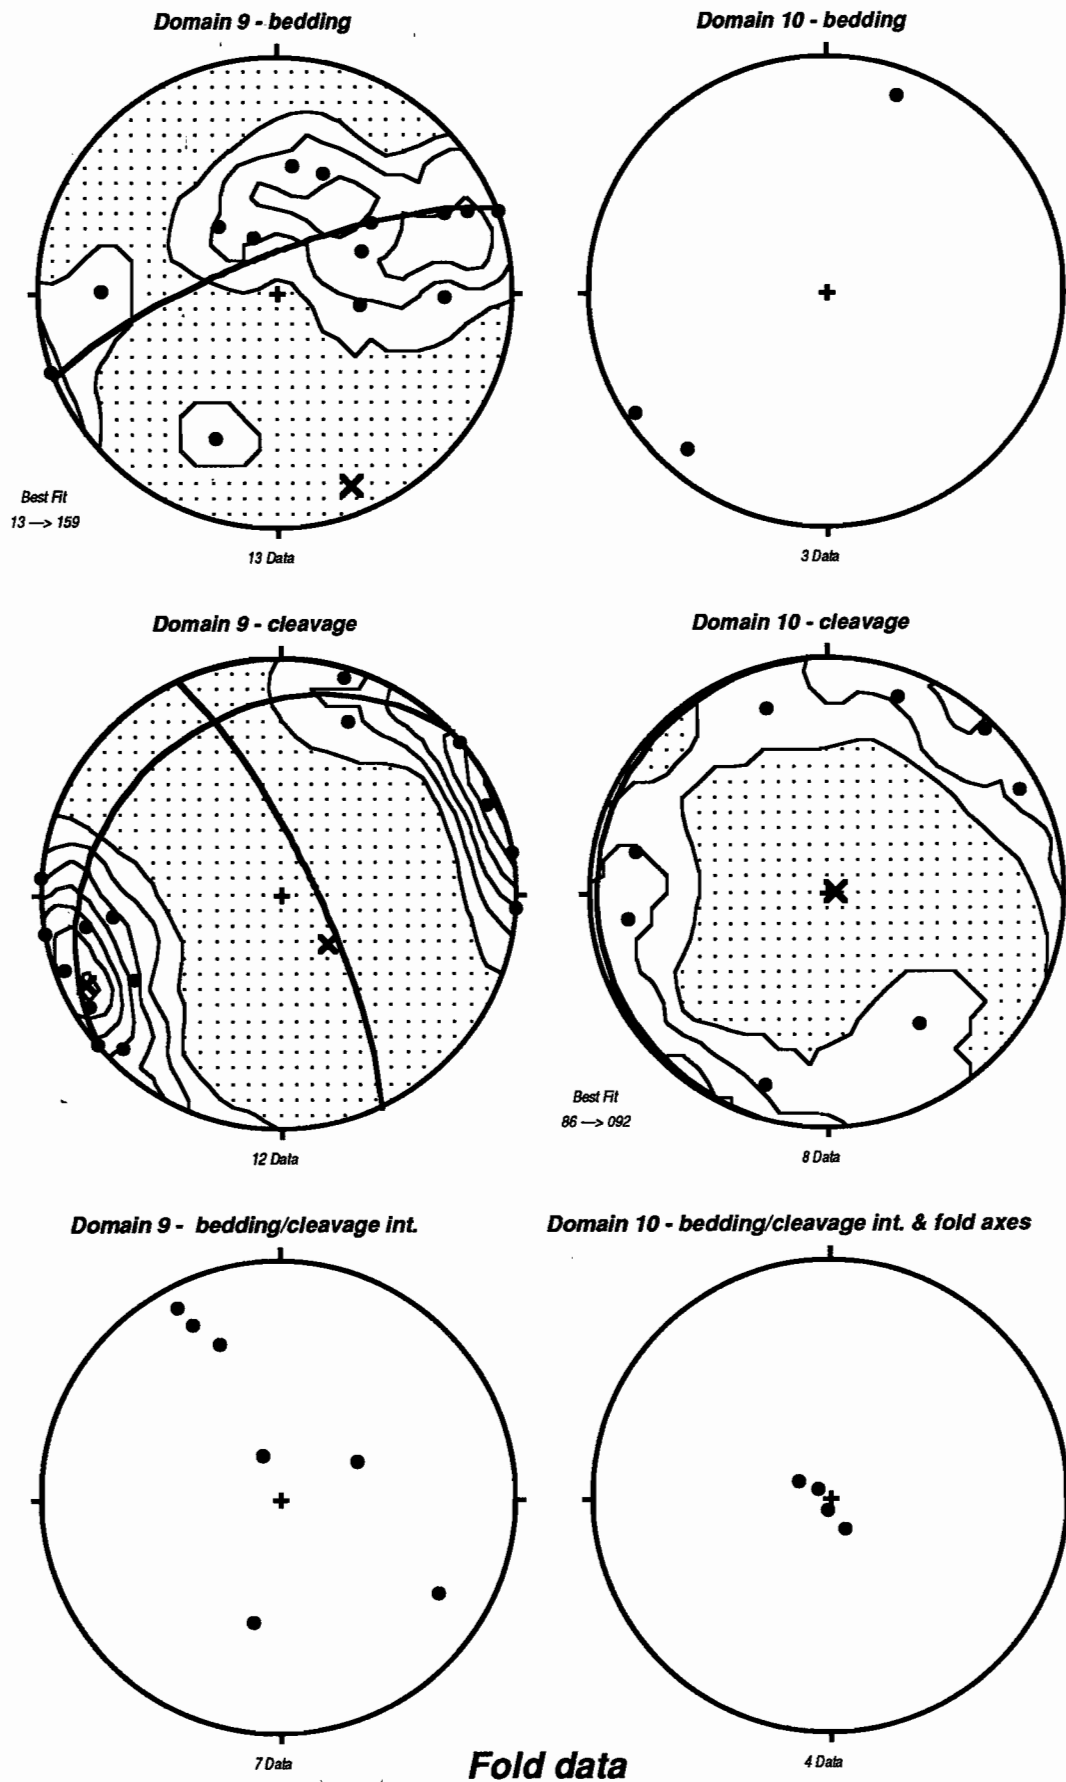 Domain 9 - bedding
Domain 10 - bedding
Best Fit
13 —> 159
13 Data
3 Data
Domain 9 - cleavage
Domain 10 - cleavage
Best Fit
86 —> 092
12 Data
8 Data
Domain 9 - bedding/cleavage int.
Domain 10 - bedding/cleavage int. & fold axes
7 Data
4 Data
Fold data